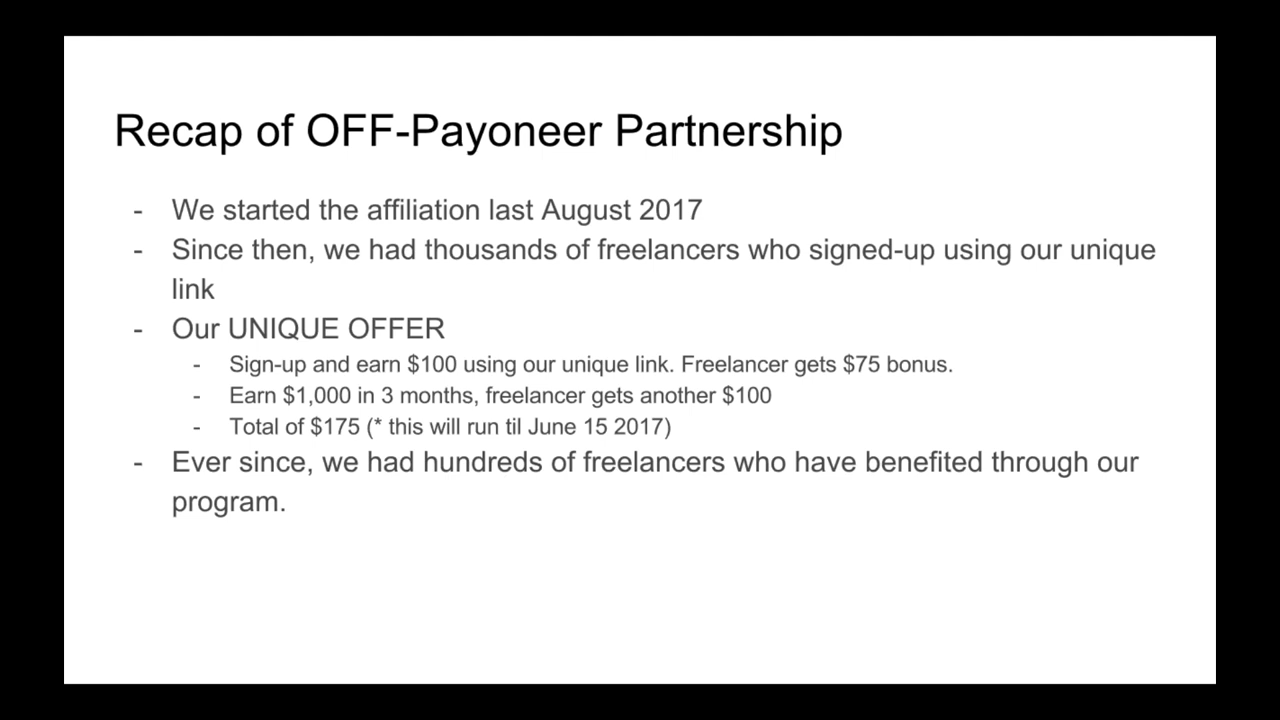 Recap of OFF-Payoneer Partnership
- We started the affiliation last August 2017
- Since then, we had thousands of freelancers who signed-up using our unique
link
- Our UNIQUE OFFER
- Sign-up and earn $100 using our unique link. Freelancer gets $75 bonus.
- Earn $1,000 in 3 months, freelancer gets another $100
- Total of $175 (* this will run til June 15 2017)
- Ever since, we had hundreds of freelancers who have benefited through our
program.